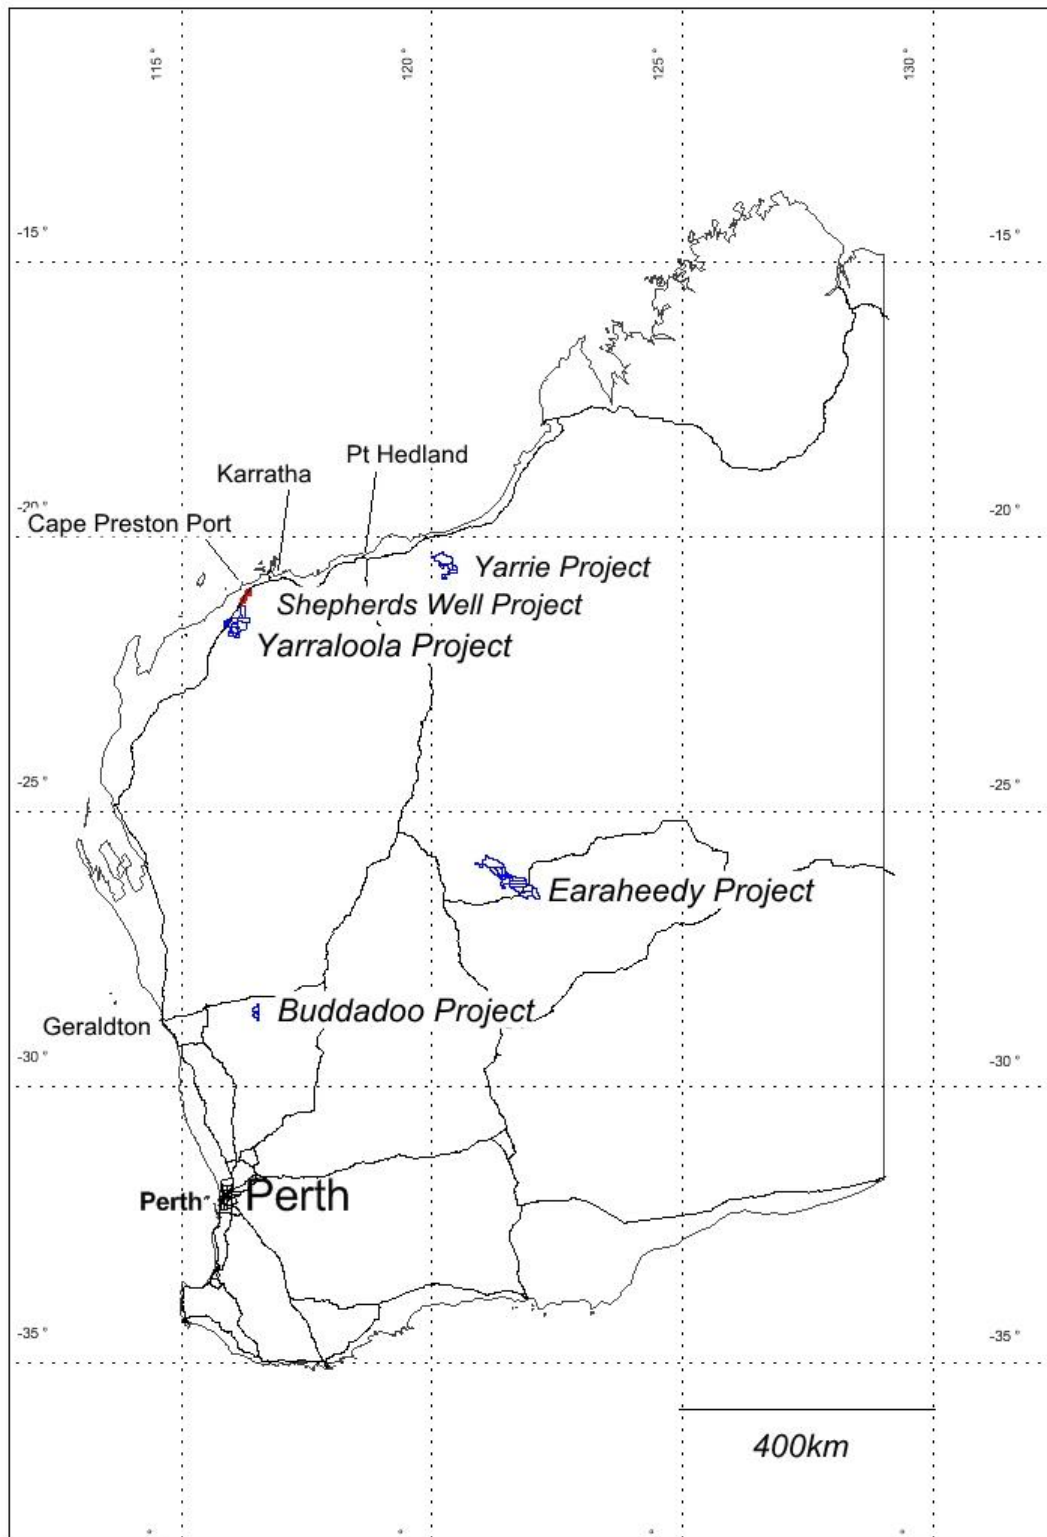 115°
120°
125°
130°
-15°
-15°
Pt Hedland
Karratha
-20°
-20°
Cape Preston Port
Yarrie Project
Shepherds Well Project
Yarraloola Project
-25°
-25°
Earaheedy Project
Buddadoo Project
Geraldton
-30°
-30°
Perth
Perth
-35°
-35°
400km